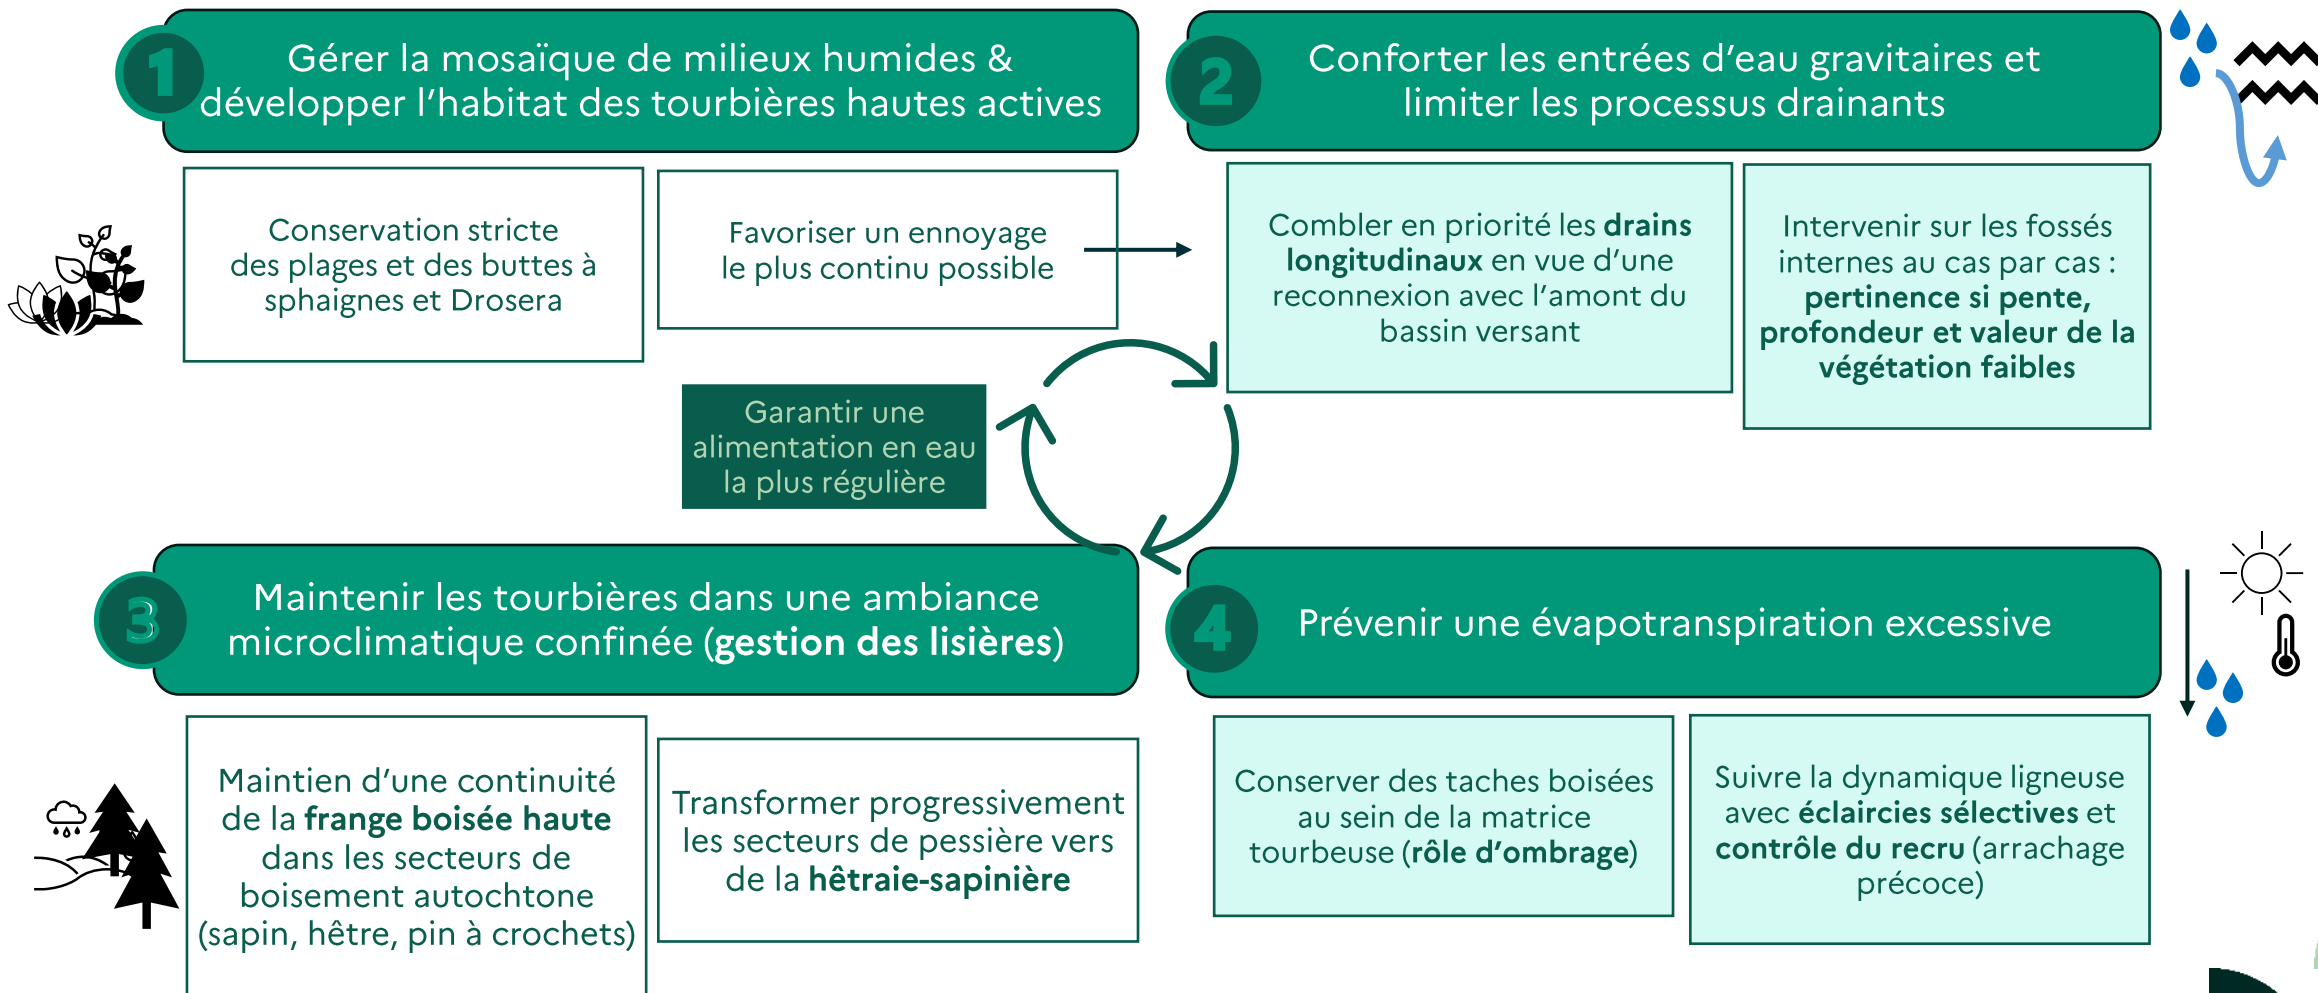 1
Gérer la mosaïque de milieux humides &
développer l'habitat des tourbières hautes actives
Conservation stricte
des plages et des buttes à
sphaignes et Drosera
Favoriser un ennoyage
le plus continu possible
2
Conforter les entrées d'eau gravitaires et
limiter les processus drainants
Combler en priorité les drains
longitudinaux en vue d'une
reconnexion avec l'amont du
bassin versant
Intervenir sur les fossés
internes au cas par cas :
pertinence si pente,
profondeur et valeur de la
végétation faibles
Garantir une
alimentation en eau
la plus régulière
3
Maintenir les tourbières dans une ambiance
microclimatique confinée (gestion des lisières)
Maintien d'une continuité
de la frange boisée haute
dans les secteurs de
boisement autochtone
(sapin, hêtre, pin à crochets)
Transformer progressivement
les secteurs de pessière vers
de la hêtraie-sapinière
4
Prévenir une évapotranspiration excessive
Conserver des taches boisées
au sein de la matrice
tourbeuse (rôle d'ombrage)
Suivre la dynamique ligneuse
avec éclaircies sélectives et
contrôle du recru (arrachage
précoce)